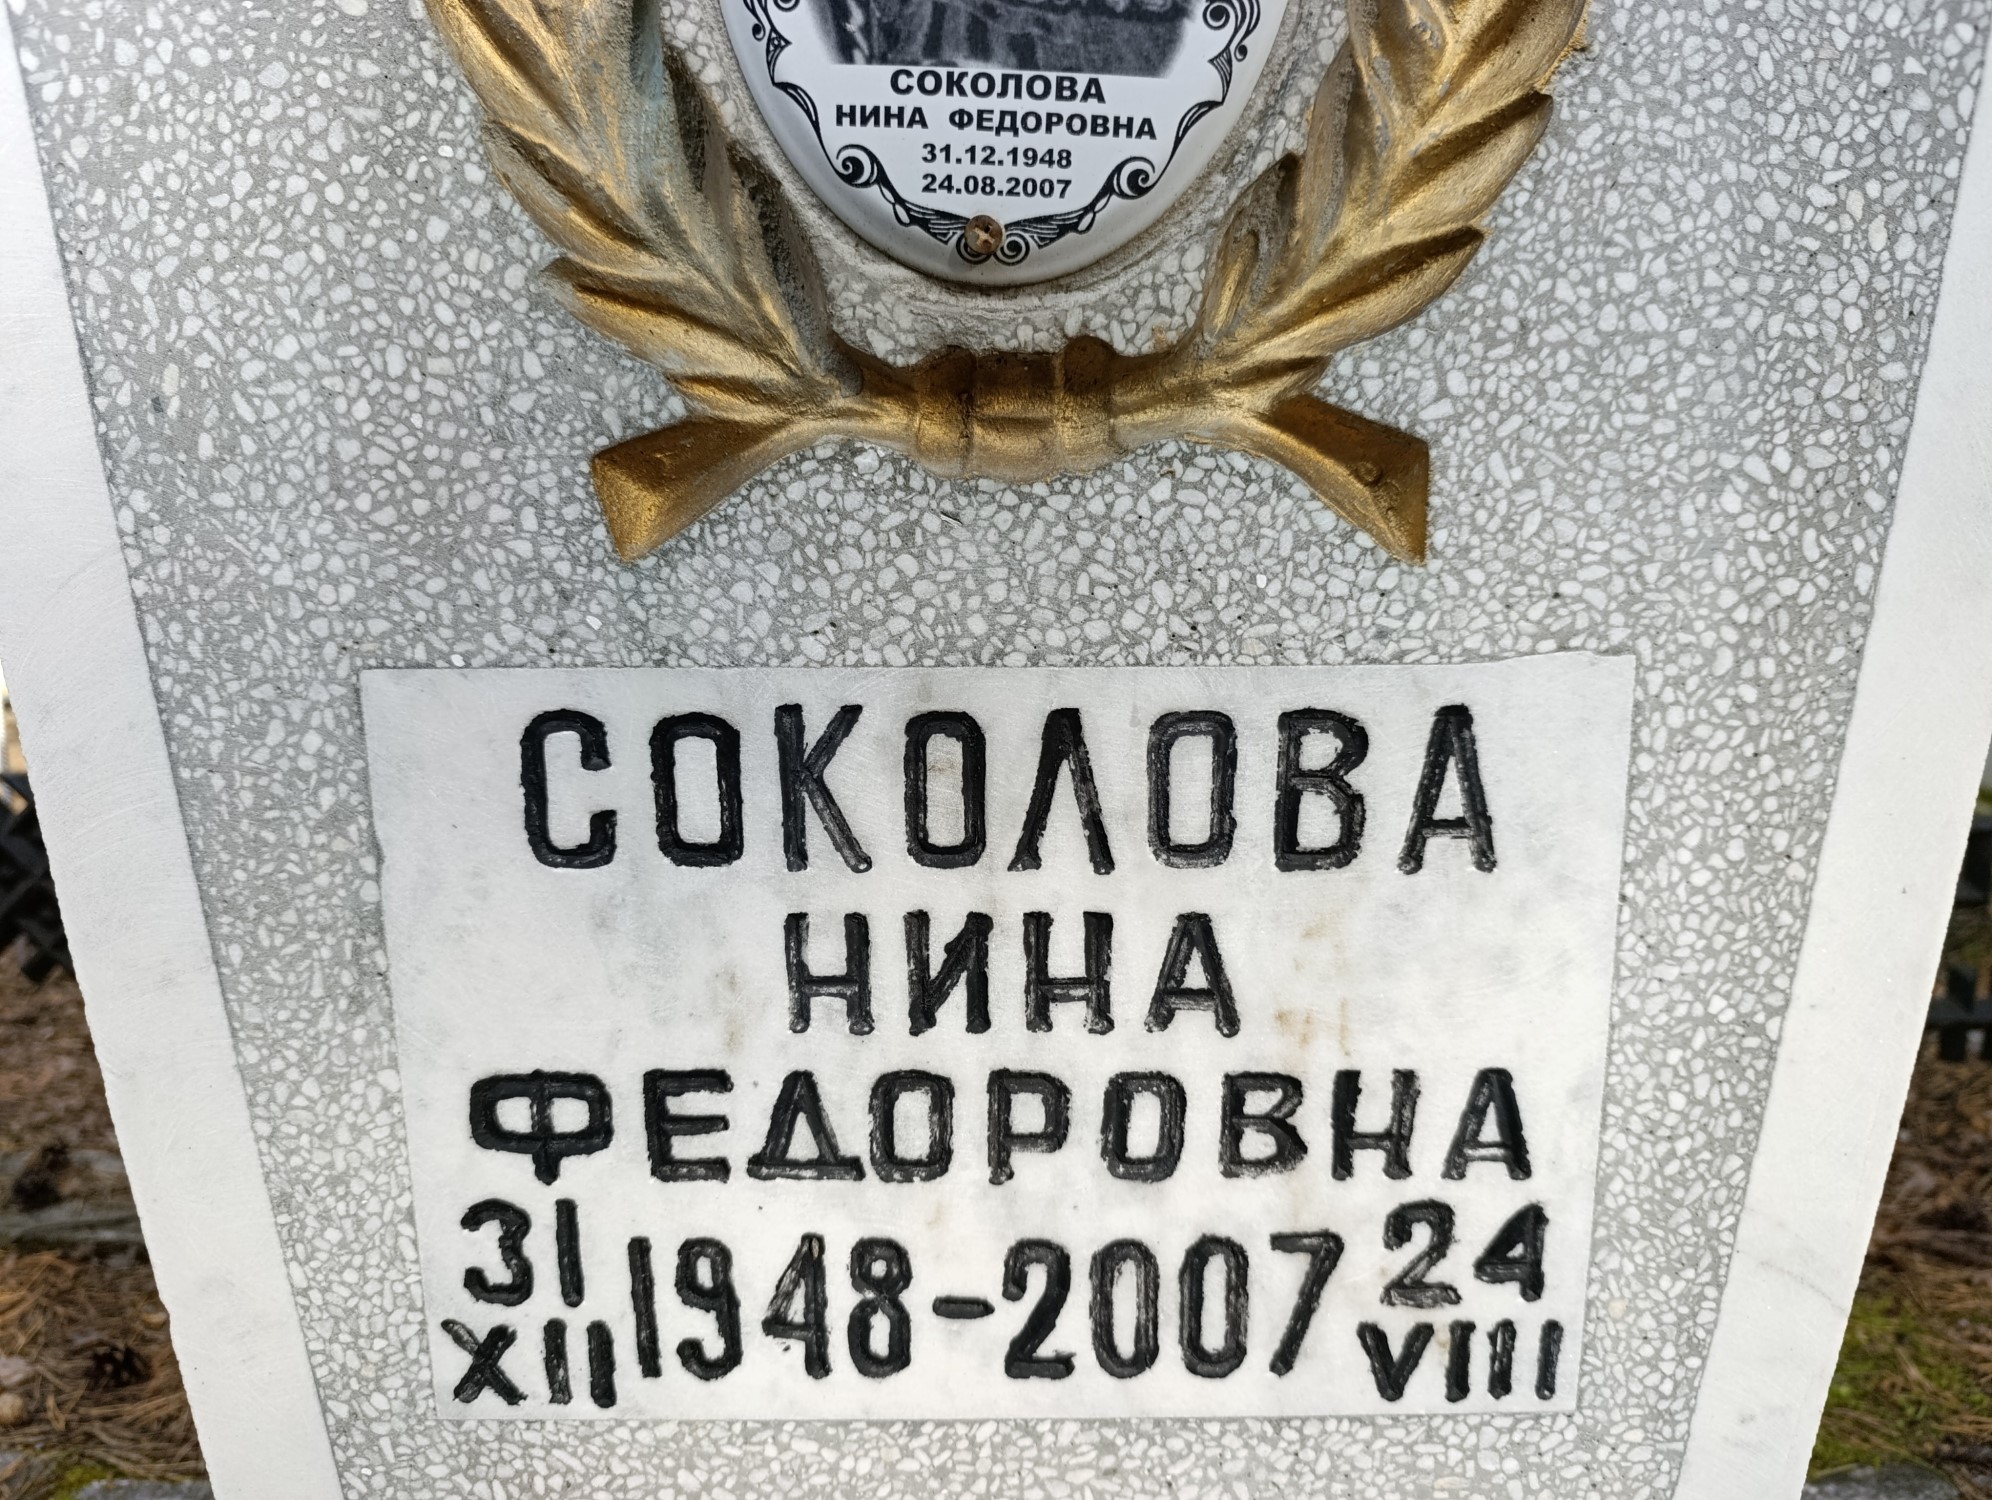 СОКОЛОВА
НИНА ФЕДОРОВНА
31.12.1948
24.08.2007
СОКОЛОВА
НИНА
ФЕДОРОВНА
31 XII 1948-2007 24 VIII